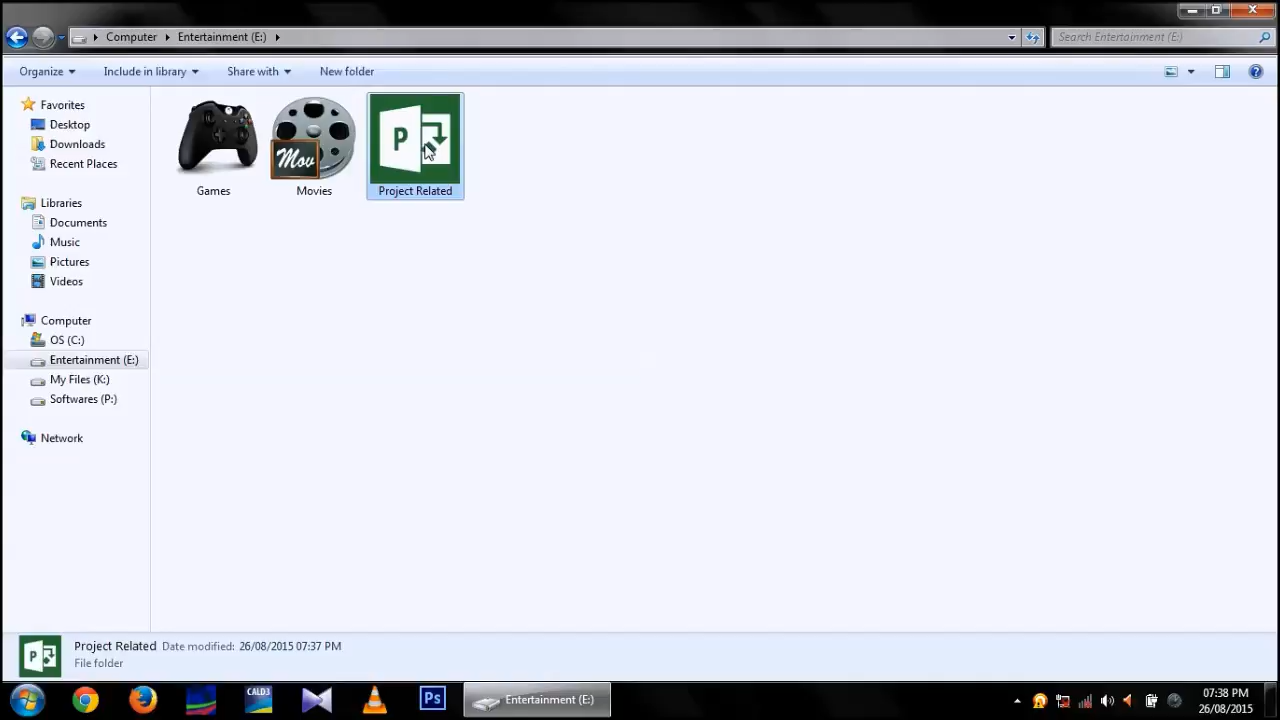 Computer Entertainment (E:)
Search Entertainment (E:)
Organize Include in library Share with New folder
Favorites
Desktop
Downloads
Recent Places
Libraries
Documents
Music
Pictures
Videos
Computer
OS (C:)
Entertainment (E:)
My Files (K:)
Softwares (P:)
Network
Mov
P
Games Movies Project Related
P
Project Related Date modified: 26/08/2015 07:37 PM
File folder
CALD3
Ps
Entertainment (E:)
07:38 PM
26/08/2015